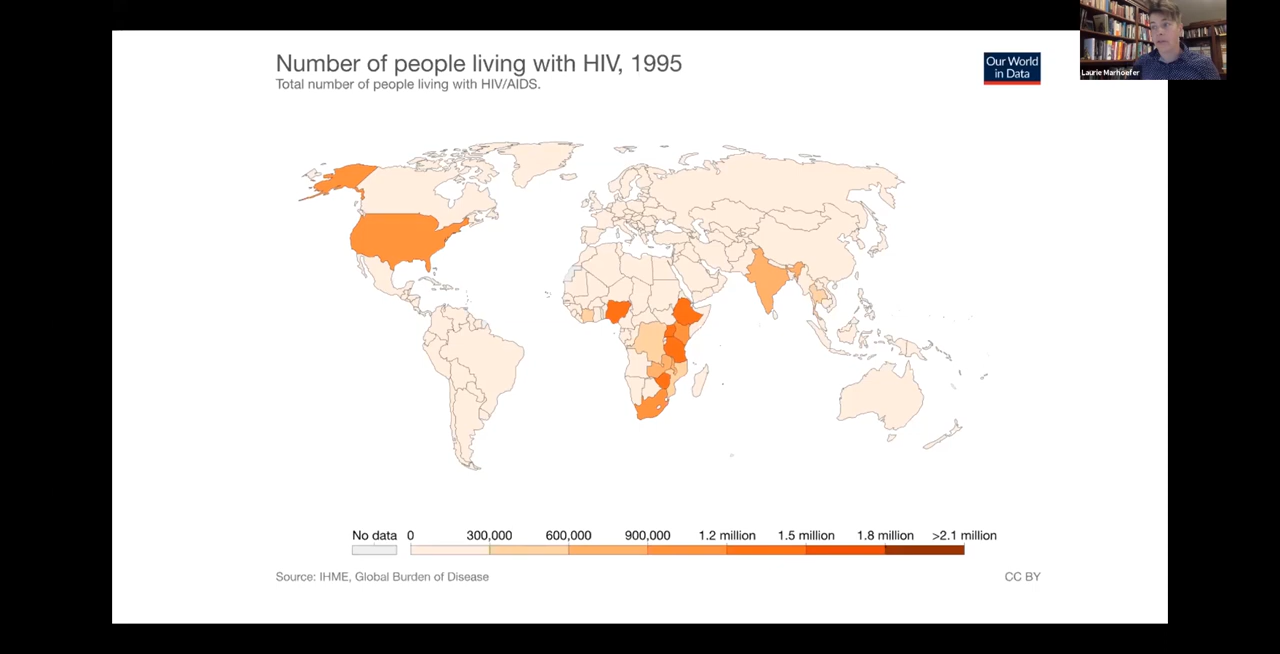 Number of people living with HIV, 1995
Total number of people living with HIV/AIDS.
Our World
in Data
Laurie Marhoefer
No data 0 300,000 600,000 900,000 1.2 million 1.5 million 1.8 million >2.1 million
Source: IHME, Global Burden of Disease
CC BY